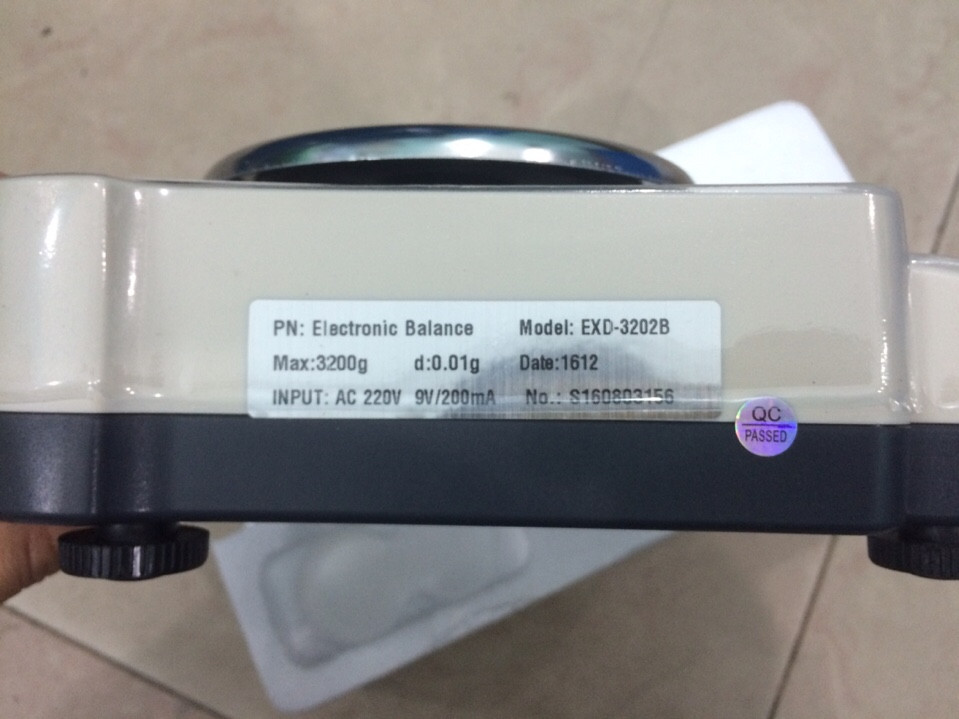 PN: Electronic Balance Model: EXD-3202B
Max:3200g d:0.01g Date:1612
INPUT: AC 220V 9V/200mA No.: S160803156
QC
PASSED